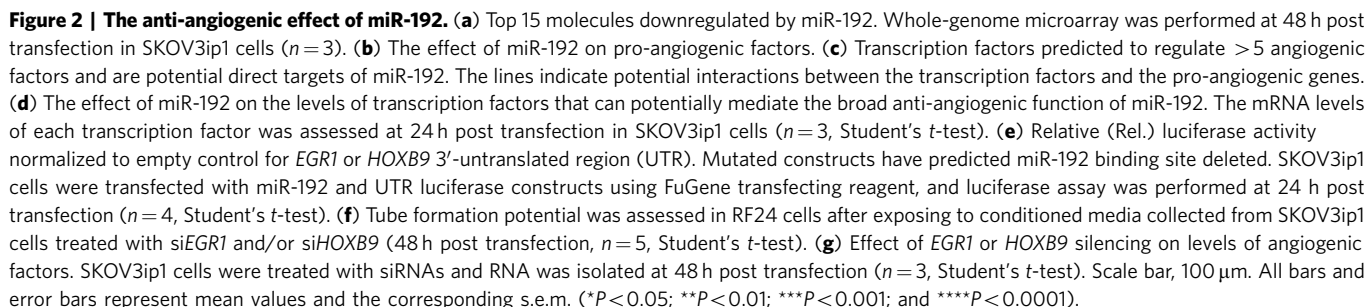 Figure 2 | The anti-angiogenic effect of miR-192. (a) Top 15 molecules downregulated by miR-192. Whole-genome microarray was performed at 48 h post
transfection in SKOV3ip1 cells (n = 3). (b) The effect of miR-192 on pro-angiogenic factors. (c) Transcription factors predicted to regulate >5 angiogenic
factors and are potential direct targets of miR-192. The lines indicate potential interactions between the transcription factors and the pro-angiogenic genes.
(d) The effect of miR-192 on the levels of transcription factors that can potentially mediate the broad anti-angiogenic function of miR-192. The mRNA levels
of each transcription factor was assessed at 24 h post transfection in SKOV3ip1 cells (n = 3, Student's t-test). (e) Relative (Rel.) luciferase activity
normalized to empty control for EGR1 or HOXB9 3′-untranslated region (UTR). Mutated constructs have predicted miR-192 binding site deleted. SKOV3ip1
cells were transfected with miR-192 and UTR luciferase constructs using FuGene transfecting reagent, and luciferase assay was performed at 24 h post
transfection (n = 4, Student's t-test). (f) Tube formation potential was assessed in RF24 cells after exposing to conditioned media collected from SKOV3ip1
cells treated with siEGR1 and/or siHOXB9 (48 h post transfection, n = 5, Student's t-test). (g) Effect of EGR1 or HOXB9 silencing on levels of angiogenic
factors. SKOV3ip1 cells were treated with siRNAs and RNA was isolated at 48 h post transfection (n = 3, Student's t-test). Scale bar, 100 μm. All bars and
error bars represent mean values and the corresponding s.e.m. (*P<0.05; **P<0.01; ***P<0.001; and ****P<0.0001).